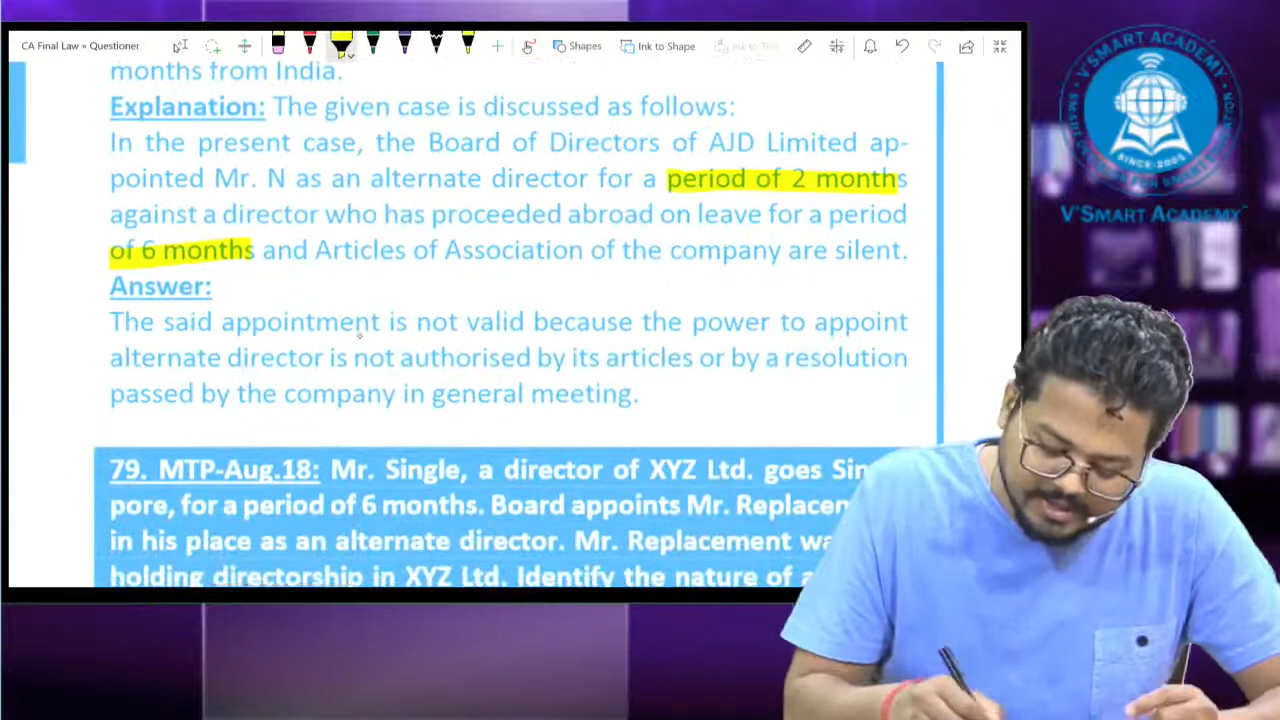 CA Final Law » Questioner
Shapes
Ink to Shape
months from India.
Explanation: The given case is discussed as follows:
In the present case, the Board of Directors of AJD Limited ap-
pointed Mr. N as an alternate director for a period of 2 months
against a director who has proceeded abroad on leave for a period
of 6 months and Articles of Association of the company are silent.
Answer:
The said appointment is not valid because the power to appoint
alternate director is not authorised by its articles or by a resolution
passed by the company in general meeting.
79. MTP-Aug.18: Mr. Single, a director of XYZ Ltd. goes Sin
pore, for a period of 6 months. Board appoints Mr. Replacem
in his place as an alternate director. Mr. Replacement wa
holding directorship in XYZ Ltd. Identify the nature of a
V'SMART ACADEMY
SINCE-2005
V'SMART ACADEMY